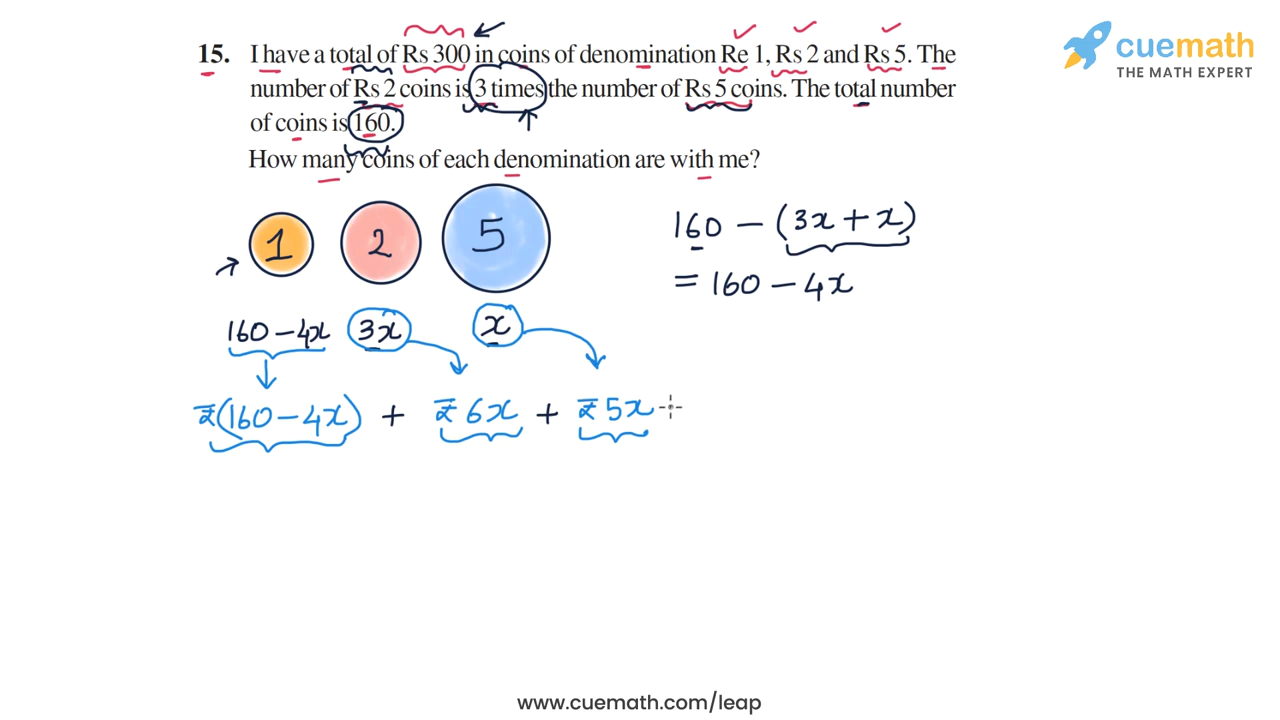 cuemath
THE MATH EXPERT
15. I have a total of Rs 300 in coins of denomination Re 1, Rs 2 and Rs 5. The
number of Rs 2 coins is 3 times the number of Rs 5 coins. The total number
of coins is 160.
How many coins of each denomination are with me?
1 2 5
160 - (3x + x)
= 160 - 4x
160 - 4x 3x x
₹(160 - 4x) + ₹6x + ₹5x
www.cuemath.com/leap